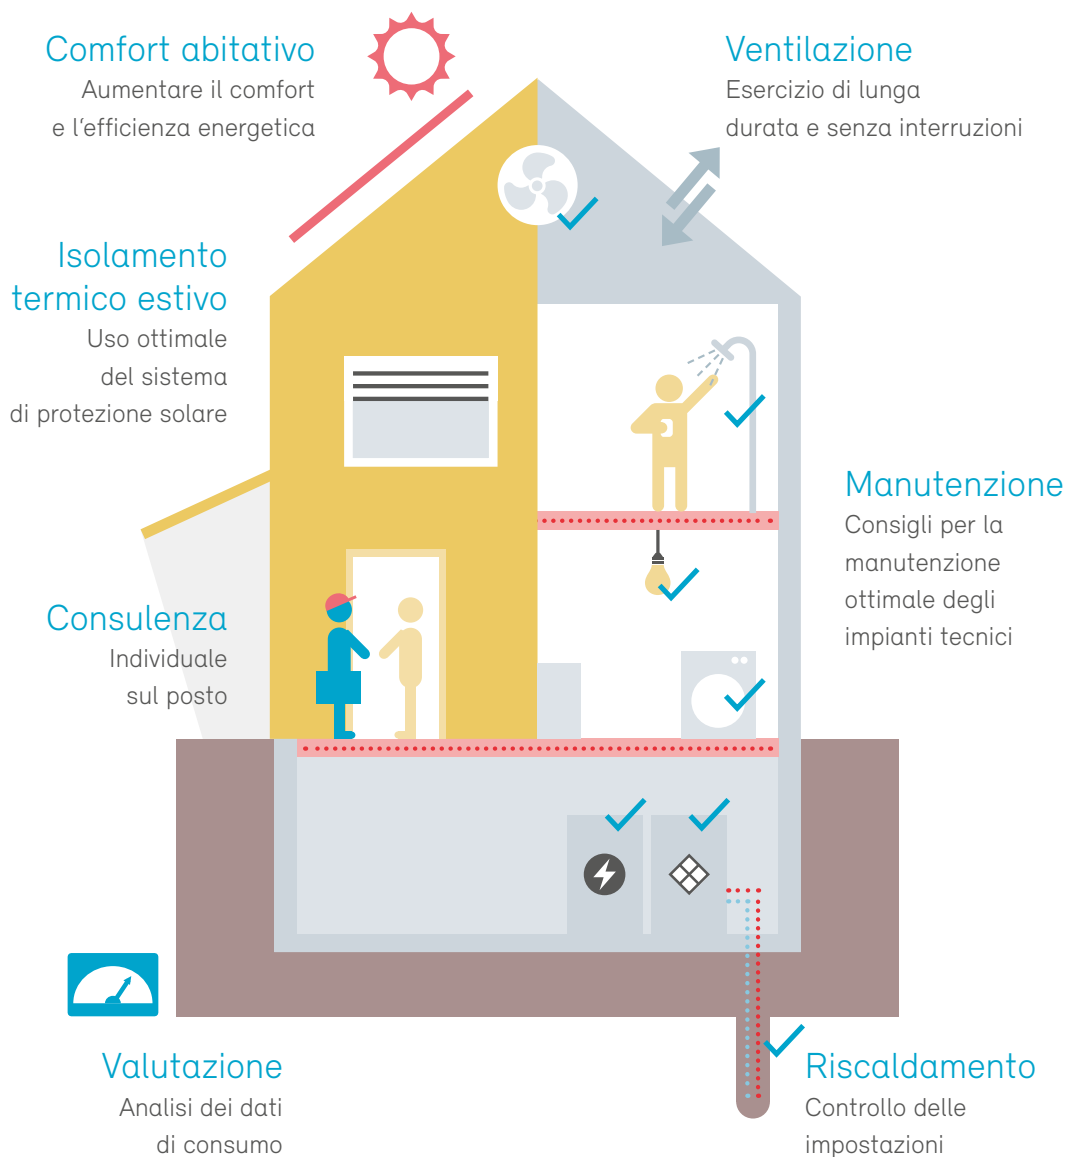 Comfort abitativo
Aumentare il comfort
e l’efficienza energetica
Ventilazione
Esercizio di lunga
durata e senza interruzioni
Isolamento
termico estivo
Uso ottimale
del sistema
di protezione solare
Manutenzione
Consigli per la
manutenzione
ottimale degli
impianti tecnici
Consulenza
Individuale
sul posto
Valutazione
Analisi dei dati
di consumo
Riscaldamento
Controllo delle
impostazioni